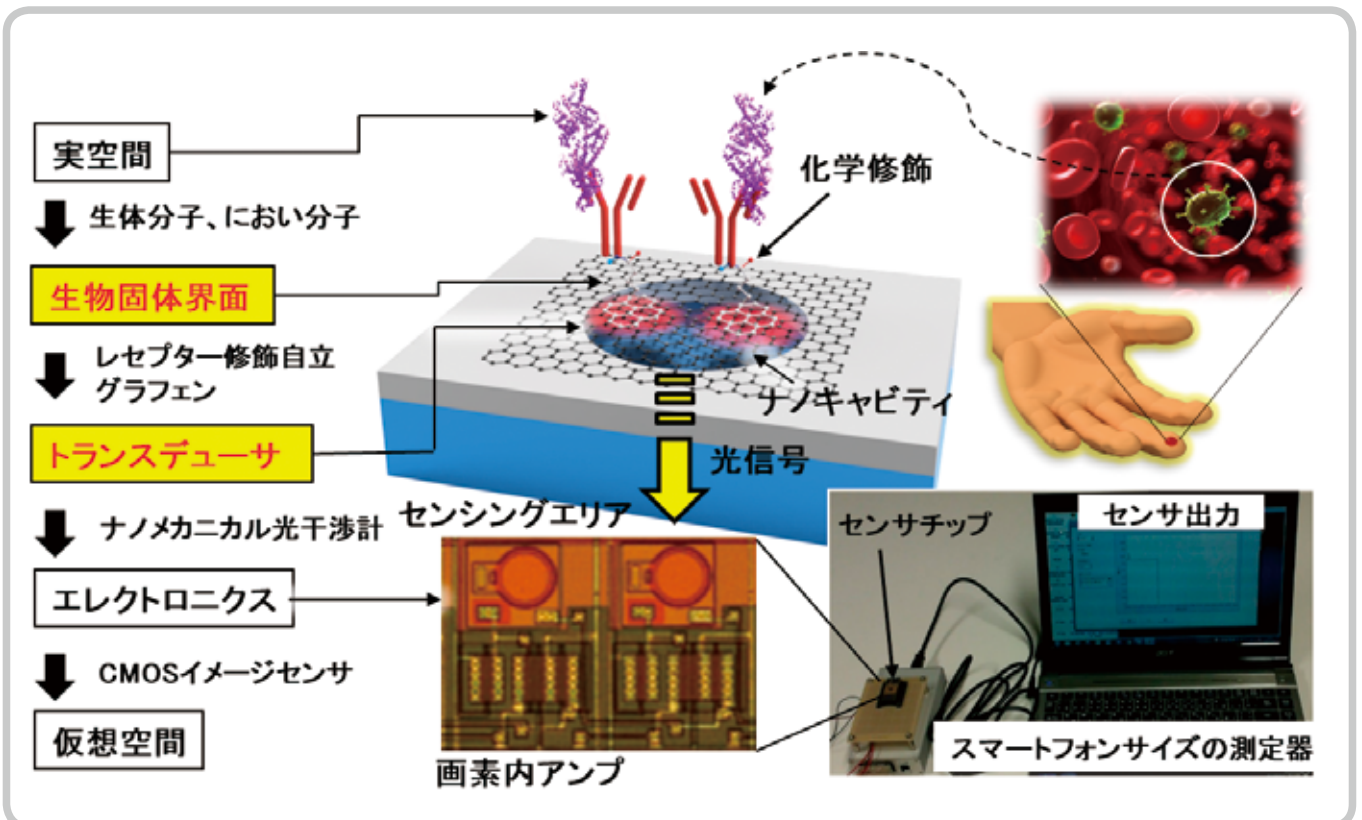 実空間
生体分子、におい分子
生物固体界面
レセプター修飾自立
グラフェン
トランスデューサ
ナノメカニカル光干渉計
エレクトロニクス
CMOSイメージセンサ
仮想空間
化学修飾
ナノキャビティ
光信号
センシングエリア
画素内アンプ
センサチップ
センサ出力
acer
スマートフォンサイズの測定器